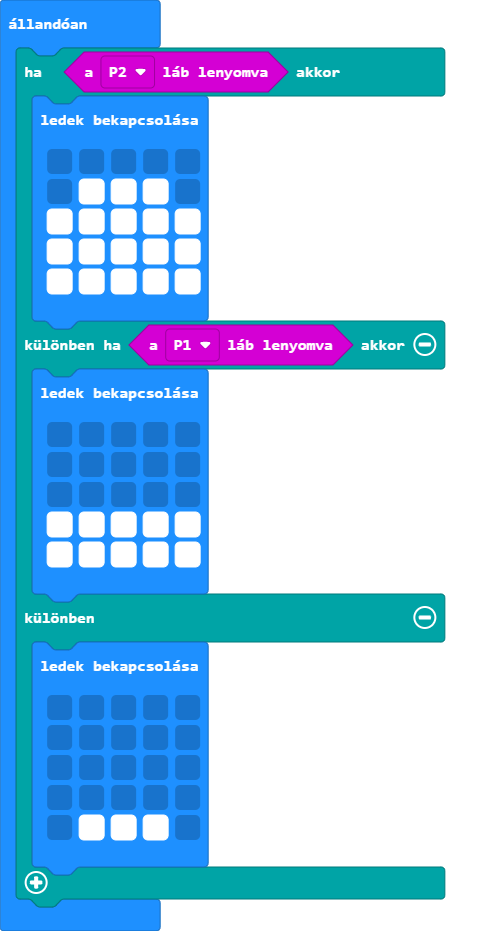 állandóan
ha a P2 láb lenyomva akkor
ledek bekapcsolása
különben ha a P1 láb lenyomva akkor
ledek bekapcsolása
különben
ledek bekapcsolása